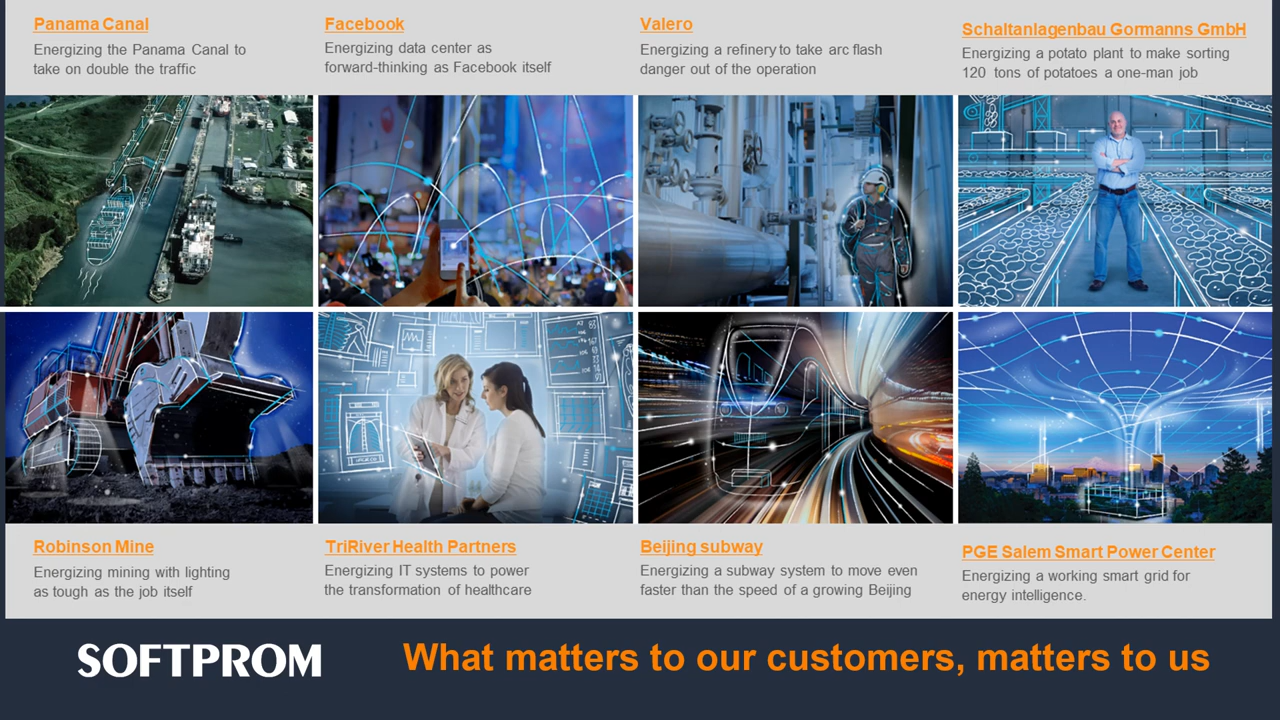 Panama Canal
Energizing the Panama Canal to
take on double the traffic
Facebook
Energizing data center as
forward-thinking as Facebook itself
Valero
Energizing a refinery to take arc flash
danger out of the operation
Schaltanlagenbau Gormanns GmbH
Energizing a potato plant to make sorting
120 tons of potatoes a one-man job
Robinson Mine
Energizing mining with lighting
as tough as the job itself
TriRiver Health Partners
Energizing IT systems to power
the transformation of healthcare
Beijing subway
Energizing a subway system to move even
faster than the speed of a growing Beijing
PGE Salem Smart Power Center
Energizing a working smart grid for
energy intelligence.
SOFTPROM
What matters to our customers, matters to us